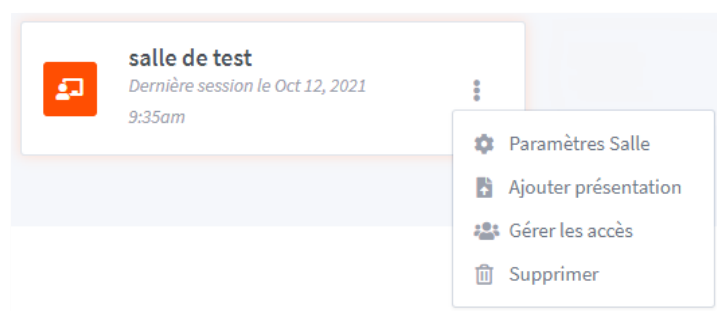 salle de test
Dernière session le Oct 12, 2021
9:35am
Paramètres Salle
Ajouter présentation
Gérer les accès
Supprimer